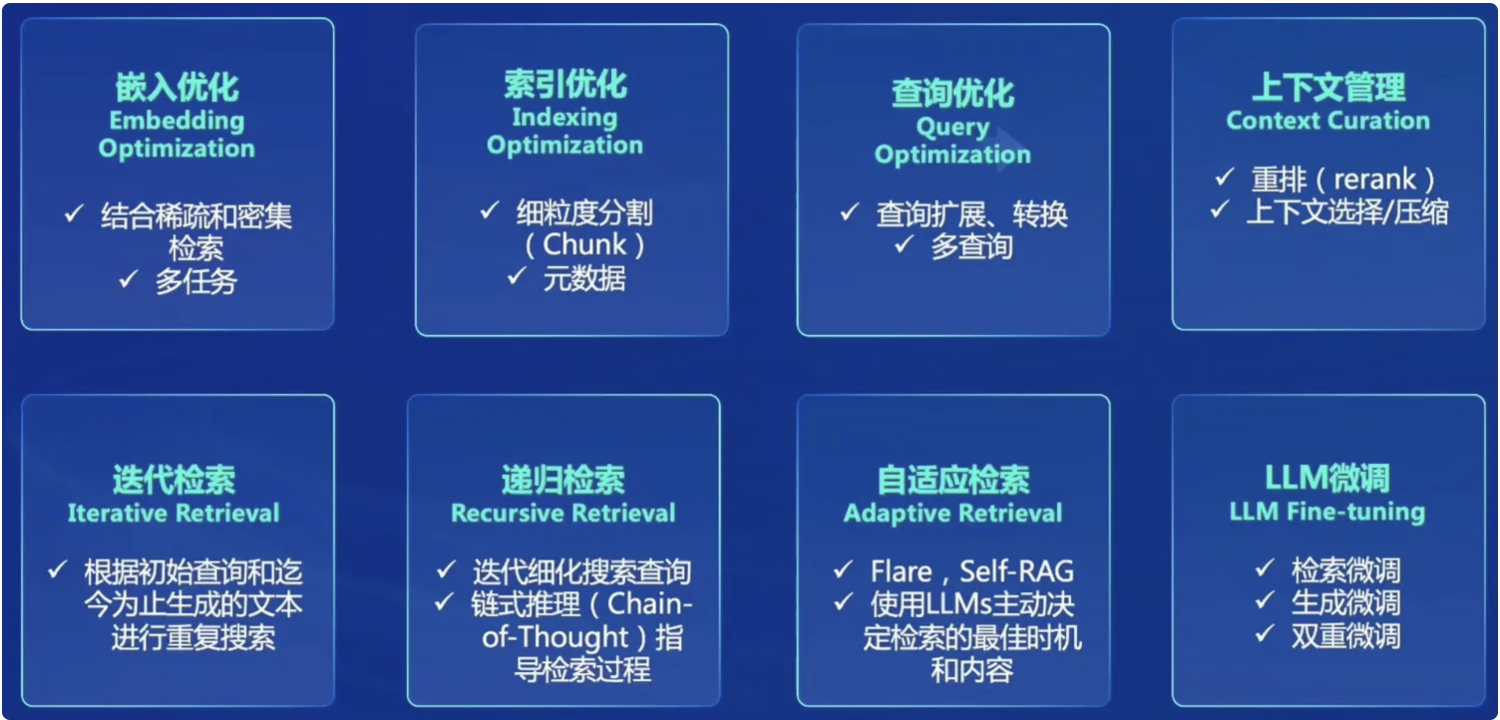 嵌入优化
Embedding
Optimization
✓ 结合稀疏和密集
检索
✓ 多任务
索引优化
Indexing
Optimization
✓ 细粒度分割
（Chunk）
✓ 元数据
查询优化
Query
Optimization
✓ 查询扩展、转换
✓ 多查询
上下文管理
Context Curation
✓ 重排（rerank）
✓ 上下文选择/压缩
迭代检索
Iterative Retrieval
✓ 根据初始查询和迄
今为止生成的文本
进行重复搜索
递归检索
Recursive Retrieval
✓ 迭代细化搜索查询
✓ 链式推理（Chain-
of-Thought）指
导检索过程
自适应检索
Adaptive Retrieval
✓ Flare，Self-RAG
✓ 使用LLMs主动决
定检索的最佳时机
和内容
LLM微调
LLM Fine-tuning
✓ 检索微调
✓ 生成微调
✓ 双重微调